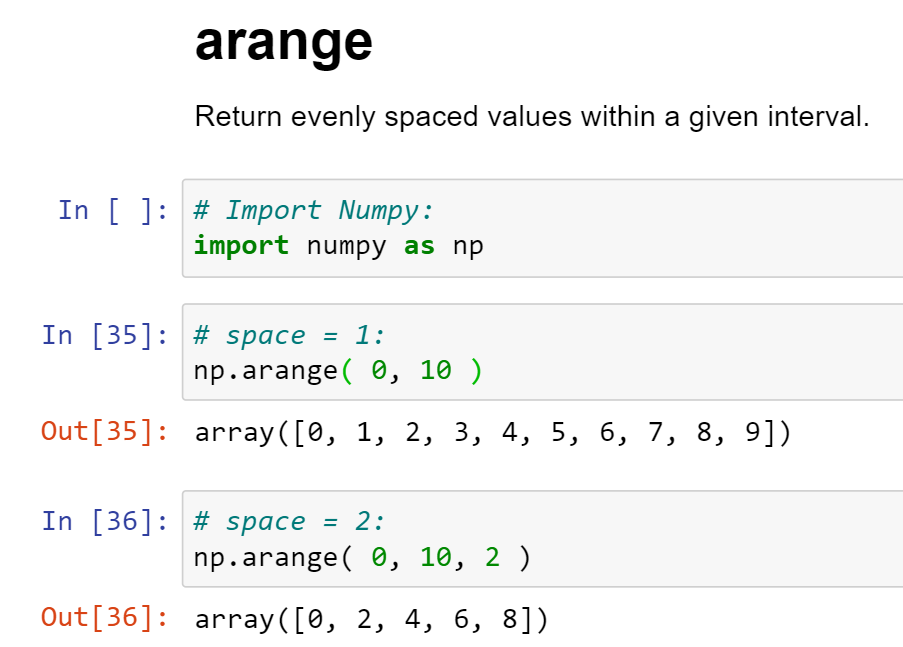 arange
Return evenly spaced values within a given interval.
In [ ]: # Import Numpy:
import numpy as np
In [35]: # space = 1:
np.arange( 0, 10 )
Out[35]: array([0, 1, 2, 3, 4, 5, 6, 7, 8, 9])
In [36]: # space = 2:
np.arange( 0, 10, 2 )
Out[36]: array([0, 2, 4, 6, 8])